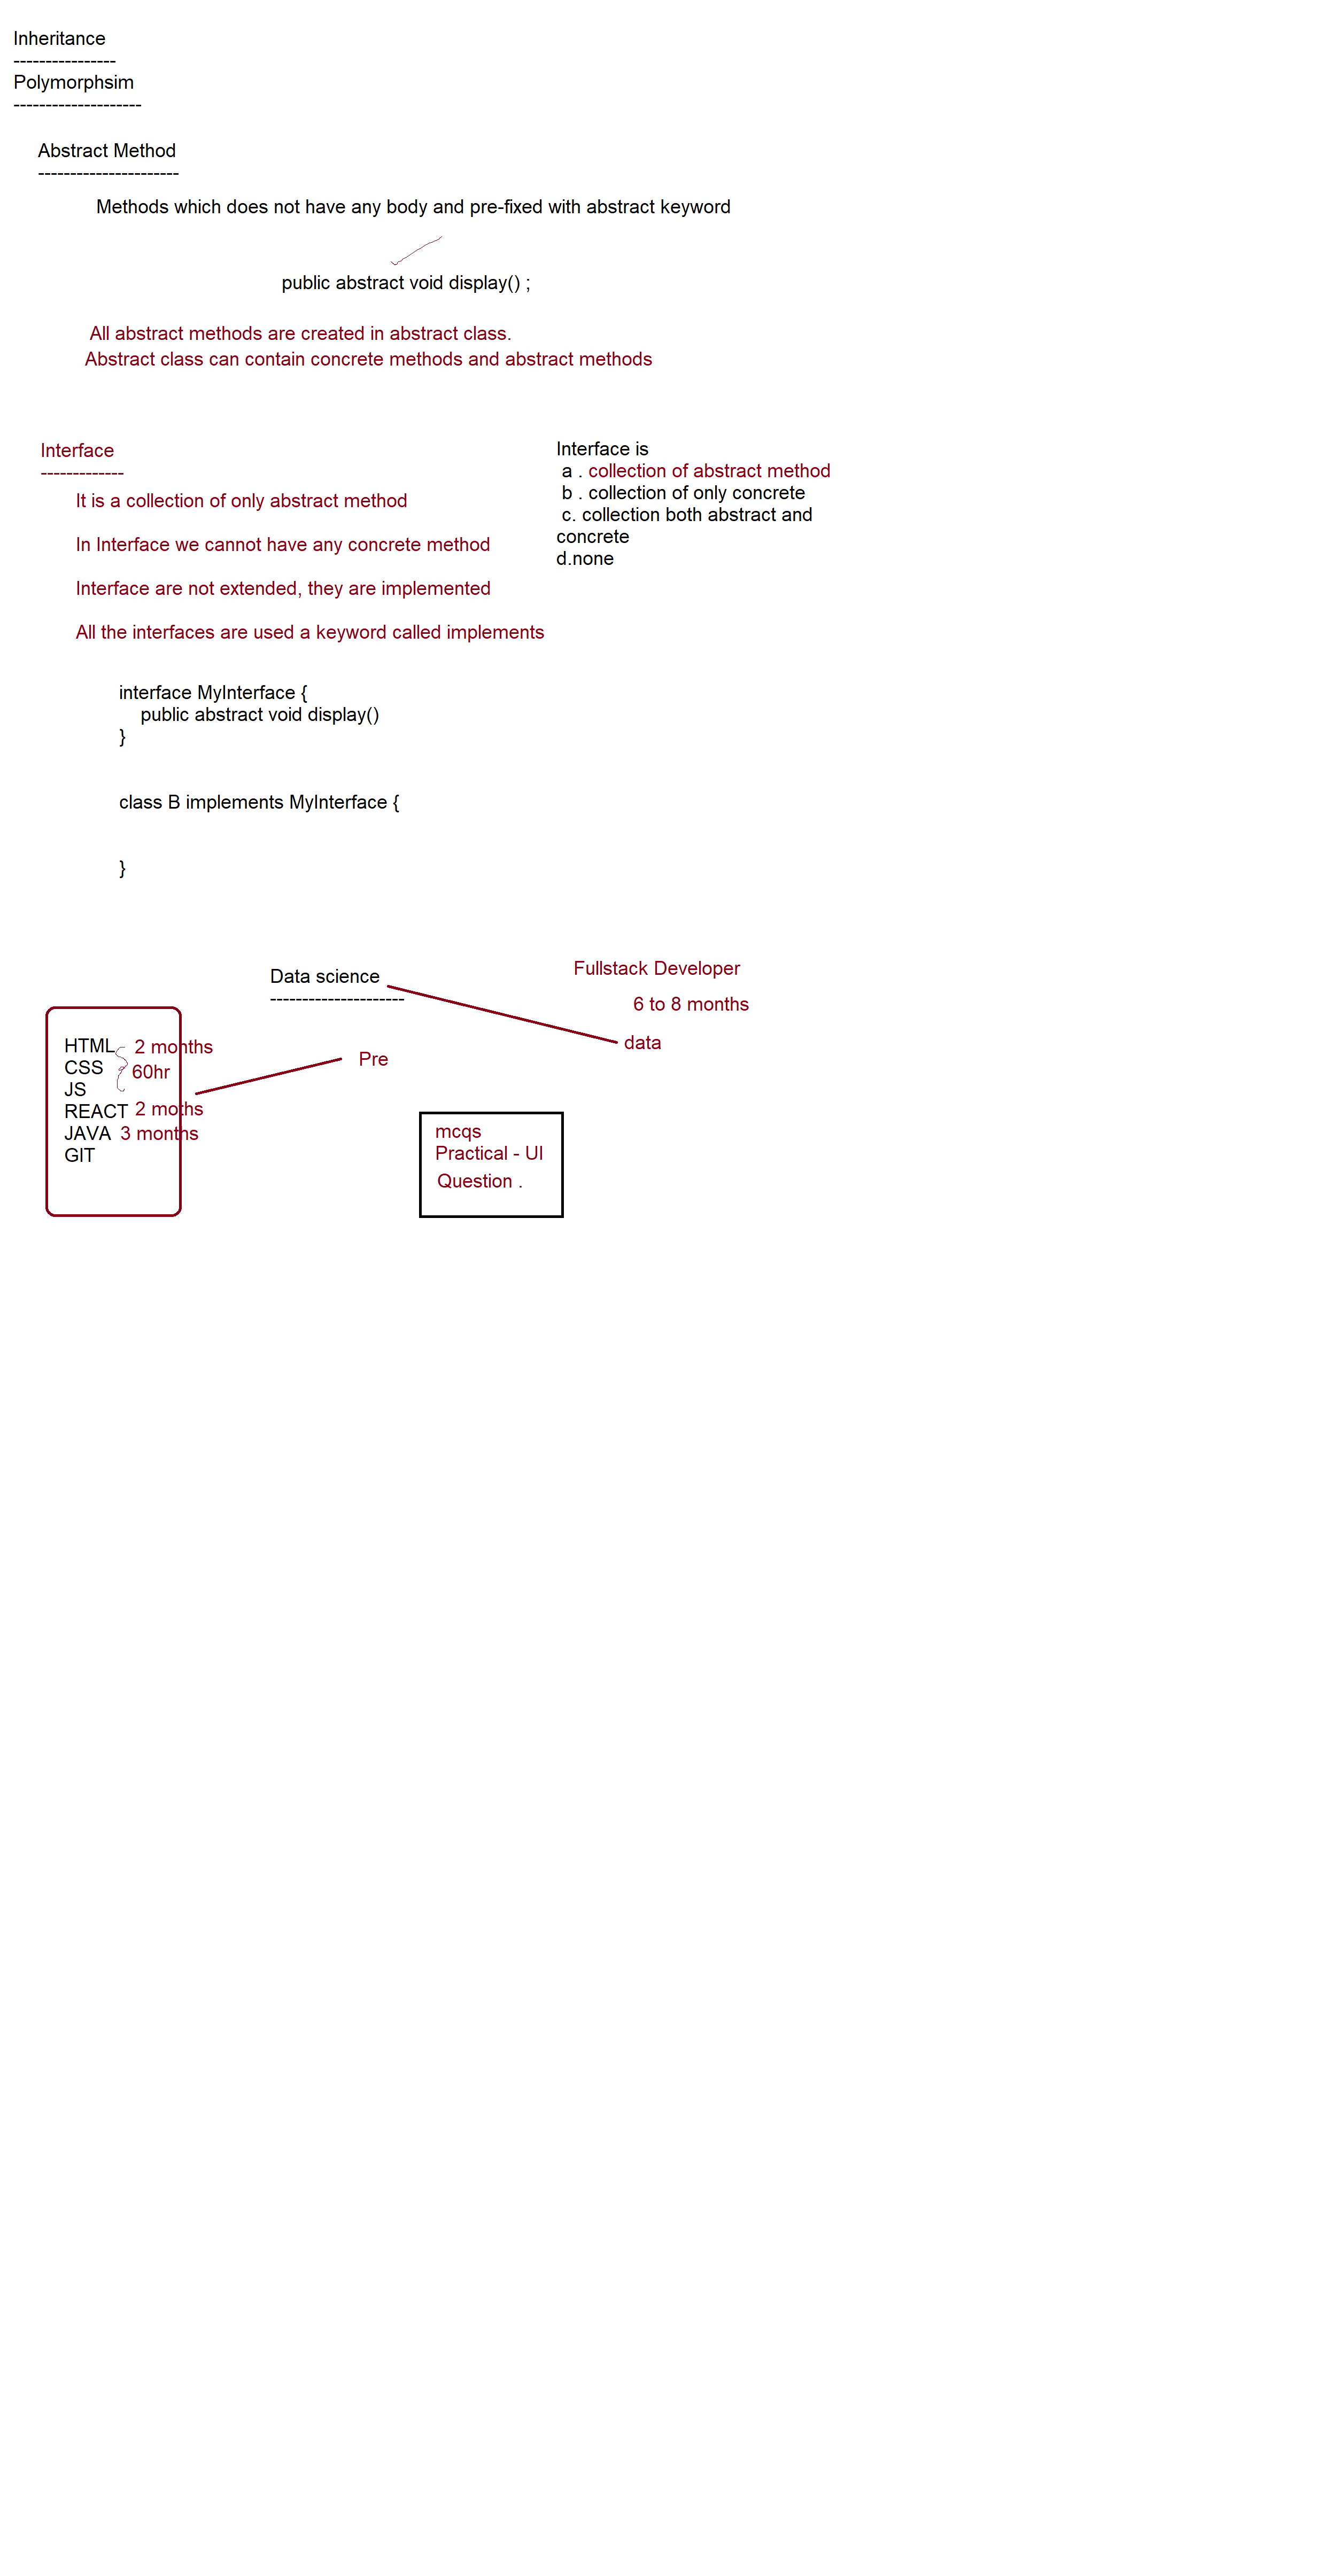 Inheritance
----------------
Polymorphsim
--------------------
Abstract Method
----------------------
Methods which does not have any body and pre-fixed with abstract keyword
public abstract void display() ;
All abstract methods are created in abstract class.
Abstract class can contain concrete methods and abstract methods
Interface
-------------
It is a collection of only abstract method
In Interface we cannot have any concrete method
Interface are not extended, they are implemented
All the interfaces are used a keyword called implements
Interface is
a . collection of abstract method
b . collection of only concrete
c. collection both abstract and
concrete
d.none
interface MyInterface {
public abstract void display()
}
class B implements MyInterface {
}
Data science
---------------------
Fullstack Developer
6 to 8 months
data
HTML 2 months
CSS 60hr
JS
REACT 2 moths
JAVA 3 months
GIT
Pre
mcqs
Practical - UI
Question .